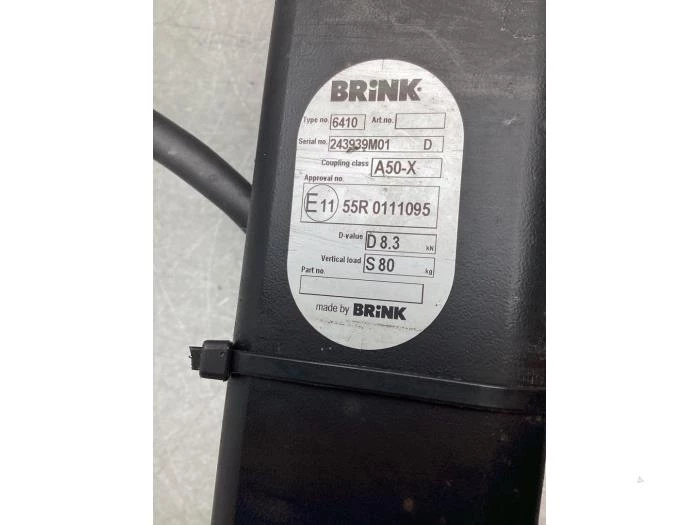 BRiNK
Type no. 6410 Art no.
Serial no. 243939M01 D
Coupling class A50-X
Approval no.
E11 55R 0111095
D-value D 8.3 kN
Vertical load S 80 kg
Part no.
made by BRiNK